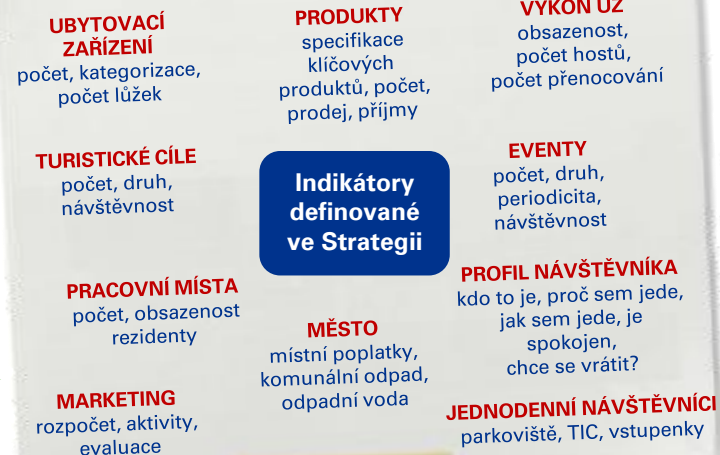 UBYTOVACÍ
ZAŘÍZENÍ
počet, kategorizace,
počet lůžek
PRODUKTY
specifikace
klíčových
produktů, počet,
prodej, příjmy
VÝKON UZ
obsazenost,
počet hostů,
počet přenocování
TURISTICKÉ CÍLE
počet, druh,
návštěvnost
Indikátory
definované
ve Strategii
EVENTY
počet, druh,
periodicita,
návštěvnost
PRACOVNÍ MÍSTA
počet, obsazenost
rezidenty
MĚSTO
místní poplatky,
komunální odpad,
odpadní voda
PROFIL NÁVŠTĚVNÍKA
kdo to je, proč sem jede,
jak sem jede, je
spokojen,
chce se vrátit?
MARKETING
rozpočet, aktivity,
evaluace
JEDNODENNÍ NÁVŠTĚVNÍCI
parkoviště, TIC, vstupenky